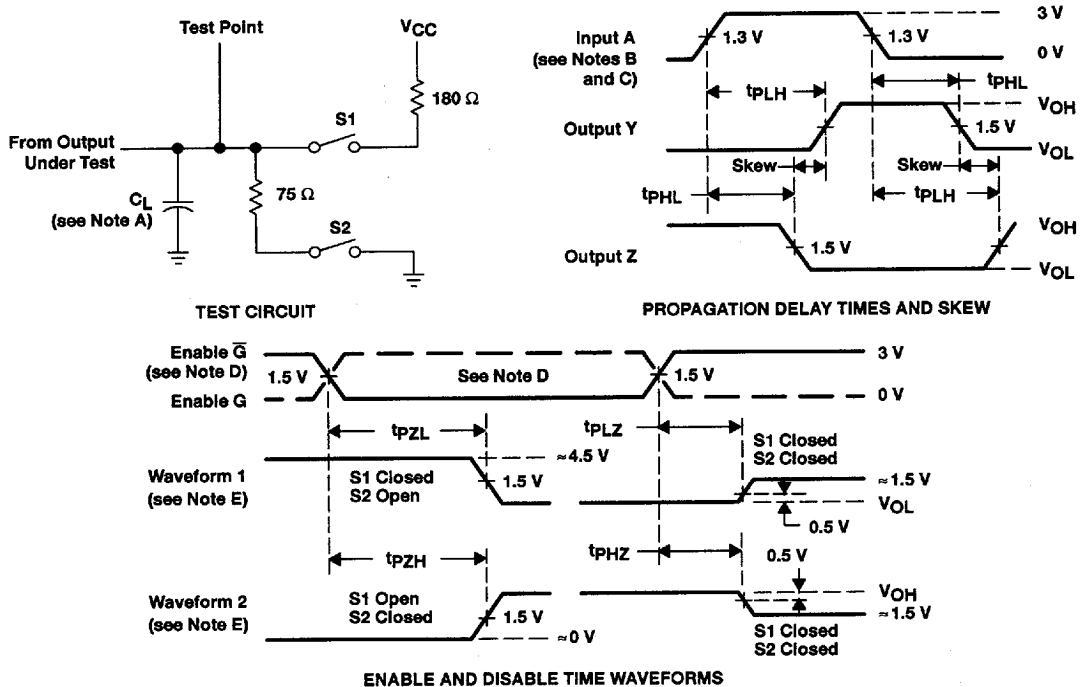 Test Point
VCC
180 Ω
S1
From Output
Under Test
CL
(see Note A)
75 Ω
S2
TEST CIRCUIT
Input A
(see Notes B
and C)
1.3 V
1.3 V
3 V
0 V
tPLH
tPHL
Output Y
1.5 V
VOH
VOL
Skew
Skew
tPHL
tPLH
Output Z
1.5 V
VOH
VOL
PROPAGATION DELAY TIMES AND SKEW
Enable G̅
(see Note D)
Enable G
1.5 V
See Note D
1.5 V
3 V
0 V
tPZL
tPLZ
Waveform 1
(see Note E)
S1 Closed
S2 Open
≈4.5 V
1.5 V
S1 Closed
S2 Closed
≈1.5 V
VOL
0.5 V
tPZH
tPHZ
0.5 V
Waveform 2
(see Note E)
S1 Open
S2 Closed
1.5 V
≈0 V
VOH
≈1.5 V
S1 Closed
S2 Closed
ENABLE AND DISABLE TIME WAVEFORMS